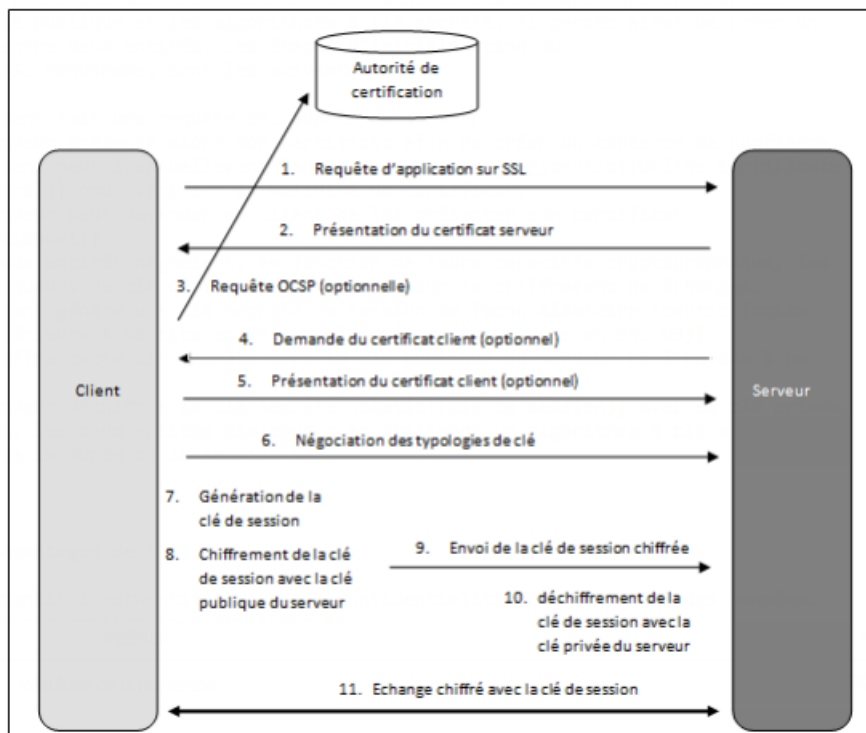 Autorité de
certification
1. Requête d'application sur SSL
2. Présentation du certificat serveur
3. Requête OCSP (optionnelle)
4. Demande du certificat client (optionnel)
Client
5. Présentation du certificat client (optionnel)
Serveur
6. Négociation des typologies de clé
7. Génération de la
clé de session
8. Chiffrement de la clé
de session avec la clé
publique du serveur
9. Envoi de la clé de session chiffrée
10. déchiffrement de la
clé de session avec la
clé privée du serveur
11. Echange chiffré avec la clé de session